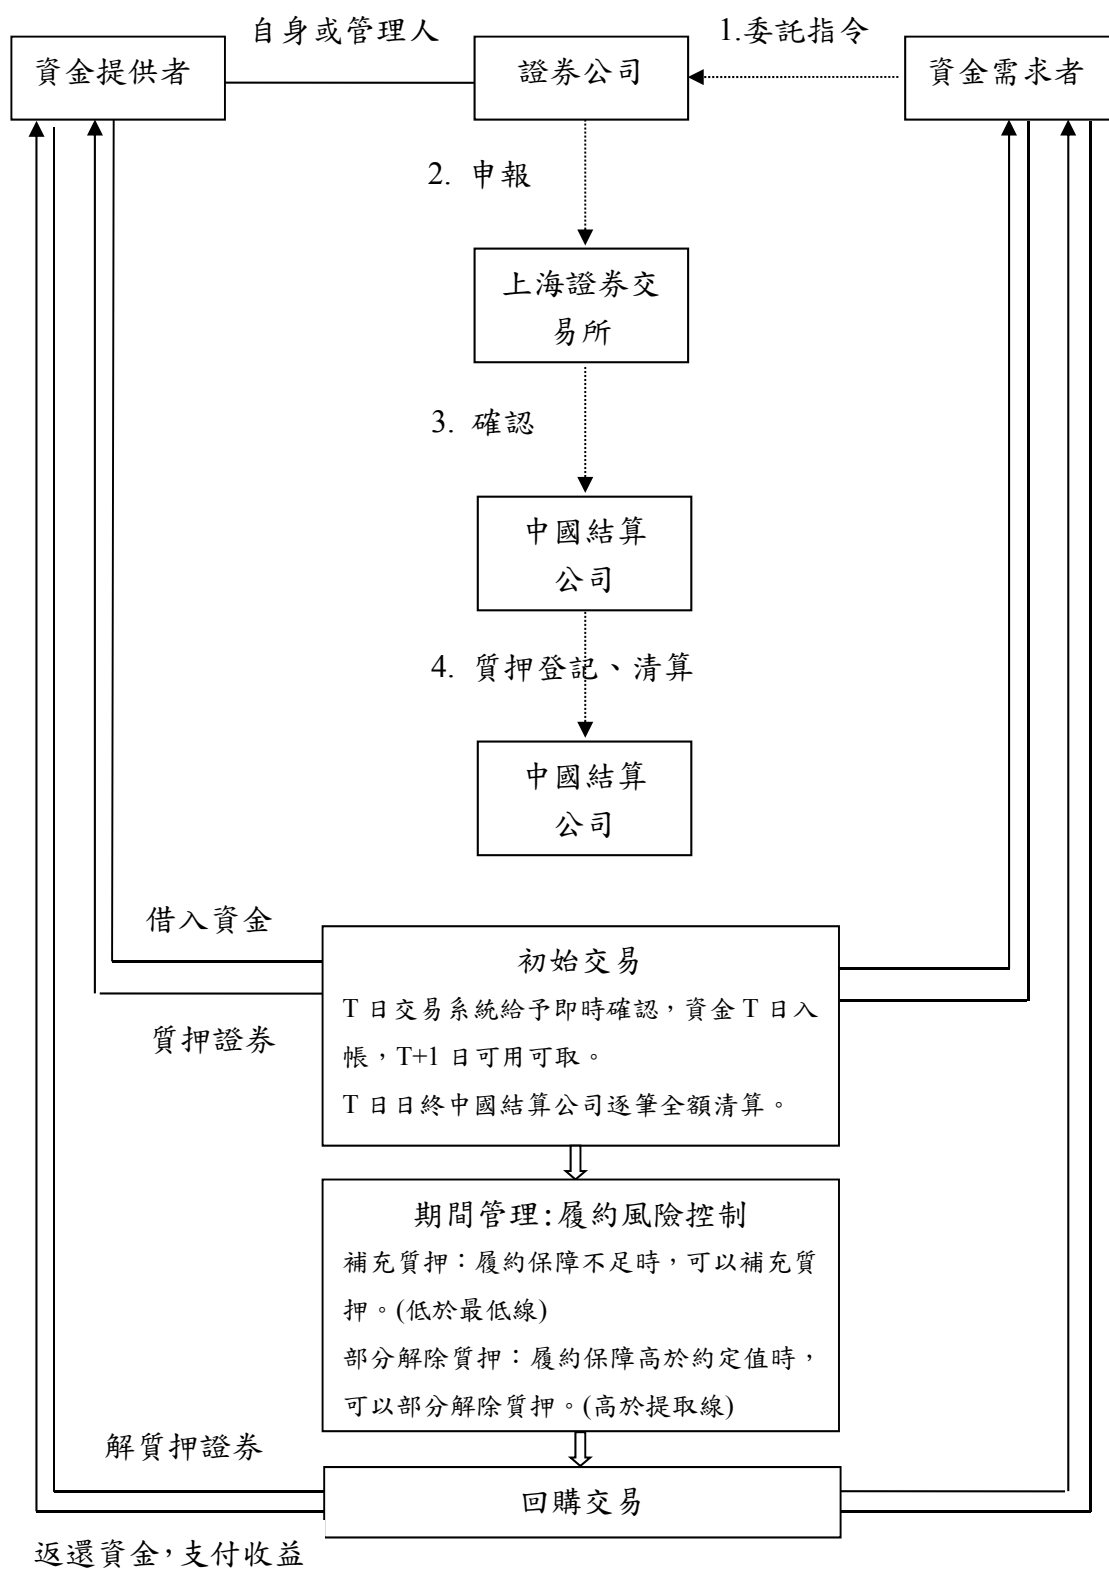 自身或管理人
1.委託指令
資金提供者
證券公司
資金需求者
2. 申報
上海證券交
易所
3. 確認
中國結算
公司
4. 質押登記、清算
中國結算
公司
借入資金
初始交易
T 日交易系統給予即時確認，資金 T 日入
帳，T+1 日可用可取。
T 日日終中國結算公司逐筆全額清算。
質押證券
期間管理:履約風險控制
補充質押：履約保障不足時，可以補充質
押。(低於最低線)
部分解除質押：履約保障高於約定值時，
可以部分解除質押。(高於提取線)
解質押證券
回購交易
返還資金，支付收益